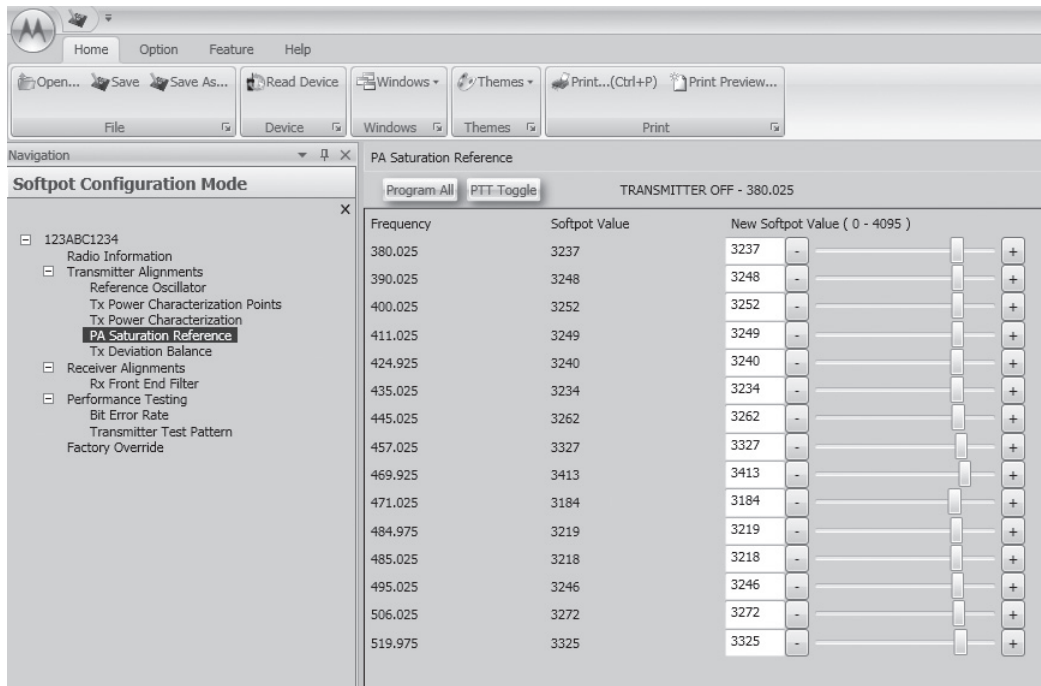 Home Option Feature Help
Open... Save Save As... Read Device Windows Themes Print...(Ctrl+P) Print Preview...
File Device Windows Themes Print
Navigation
Softpot Configuration Mode
123ABC1234
Radio Information
Transmitter Alignments
Reference Oscillator
Tx Power Characterization Points
Tx Power Characterization
PA Saturation Reference
Tx Deviation Balance
Receiver Alignments
Rx Front End Filter
Performance Testing
Bit Error Rate
Transmitter Test Pattern
Factory Override
PA Saturation Reference
Program All PTT Toggle TRANSMITTER OFF - 380.025
Frequency Softpot Value New Softpot Value ( 0 - 4095 )
380.025 3237 3237 - +
390.025 3248 3248 - +
400.025 3252 3252 - +
411.025 3249 3249 - +
424.925 3240 3240 - +
435.025 3234 3234 - +
445.025 3262 3262 - +
457.025 3327 3327 - +
469.925 3413 3413 - +
471.025 3184 3184 - +
484.975 3219 3219 - +
485.025 3218 3218 - +
495.025 3246 3246 - +
506.025 3272 3272 - +
519.975 3325 3325 - +